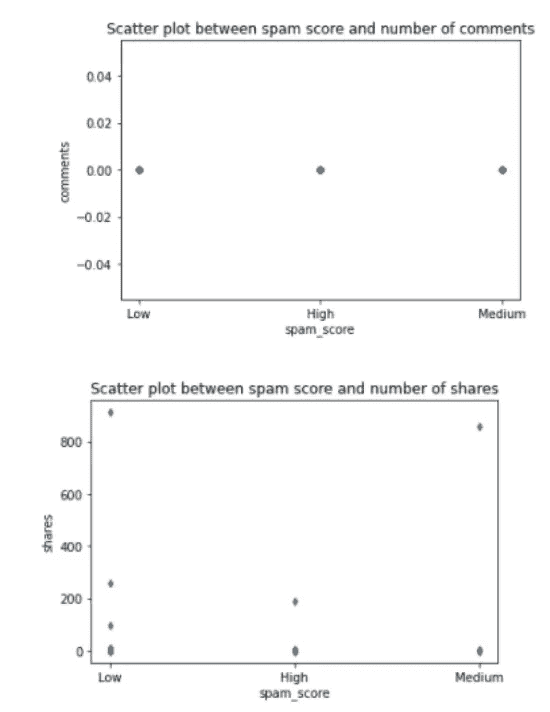 Scatter plot between spam score and number of comments
0.04
0.02
0.00
−0.02
−0.04
comments
Low High Medium
spam_score
Scatter plot between spam score and number of shares
800
600
400
200
0
shares
Low High Medium
spam_score